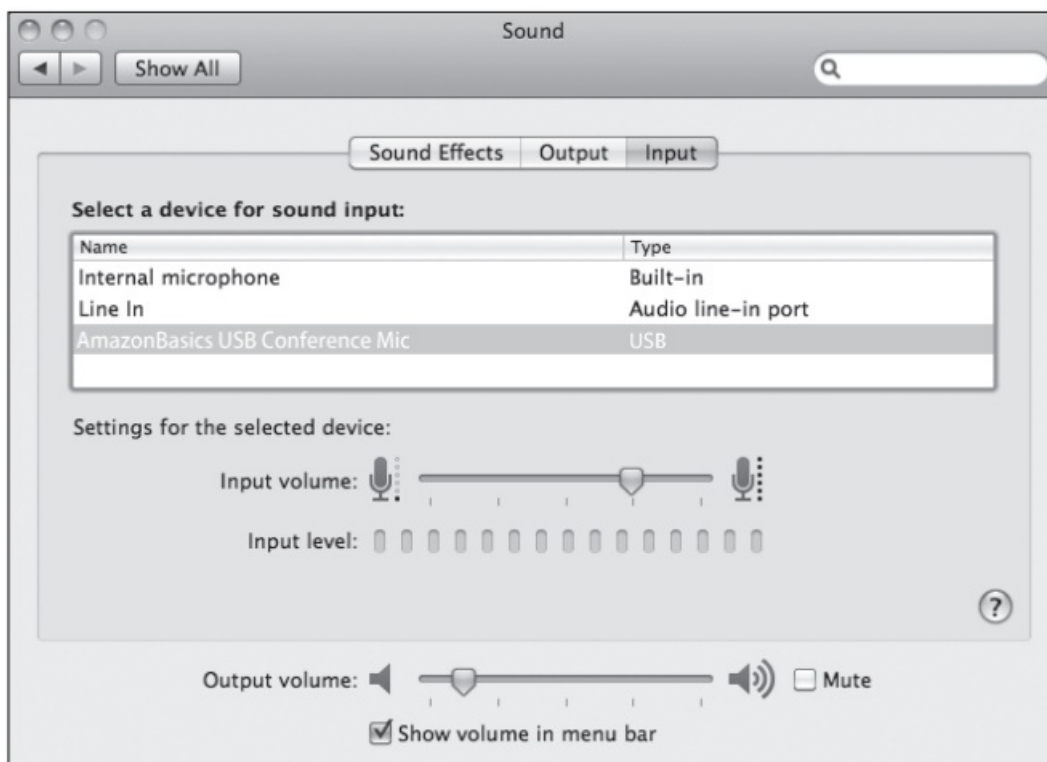 Sound
Show All
Sound Effects Output Input
Select a device for sound input:
Name Type
Internal microphone Built-in
Line In Audio line-in port
AmazonBasics USB Conference Mic USB
Settings for the selected device:
Input volume:
Input level:
?
Output volume: Mute
Show volume in menu bar